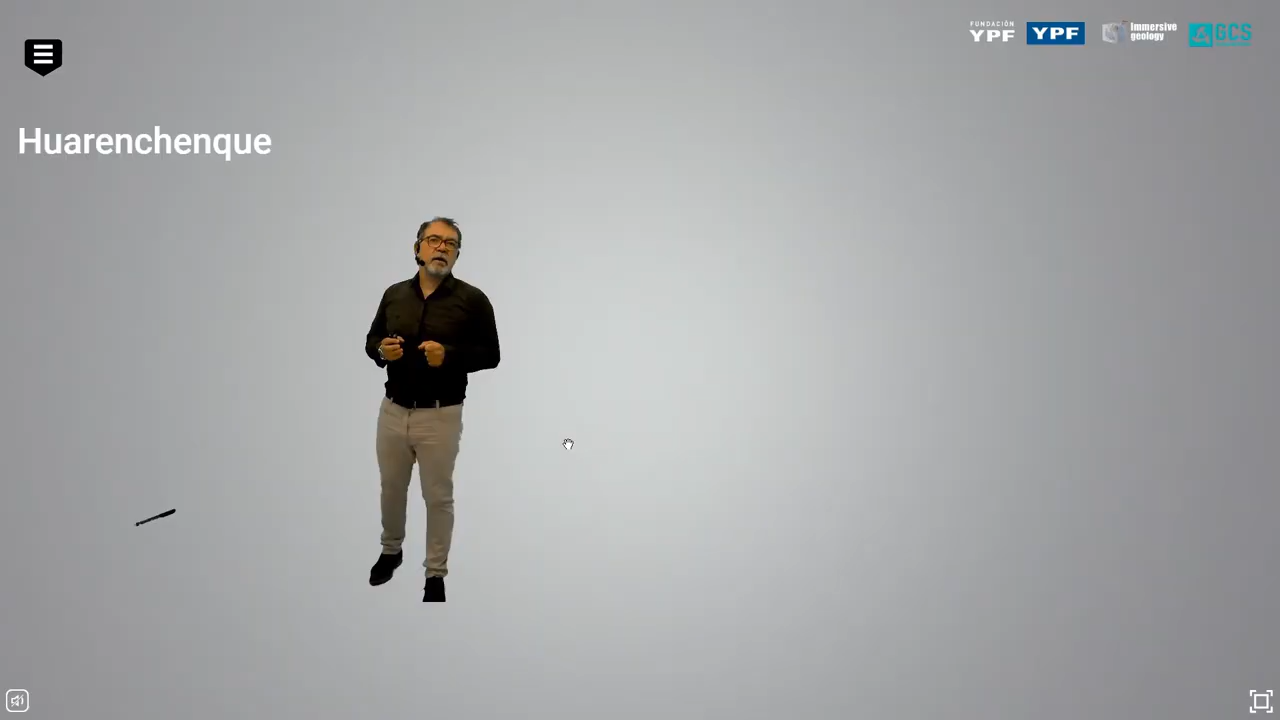 FUNDACIÓN
YPF
YPF
Immersive
geology
GCS
Huarenchenque